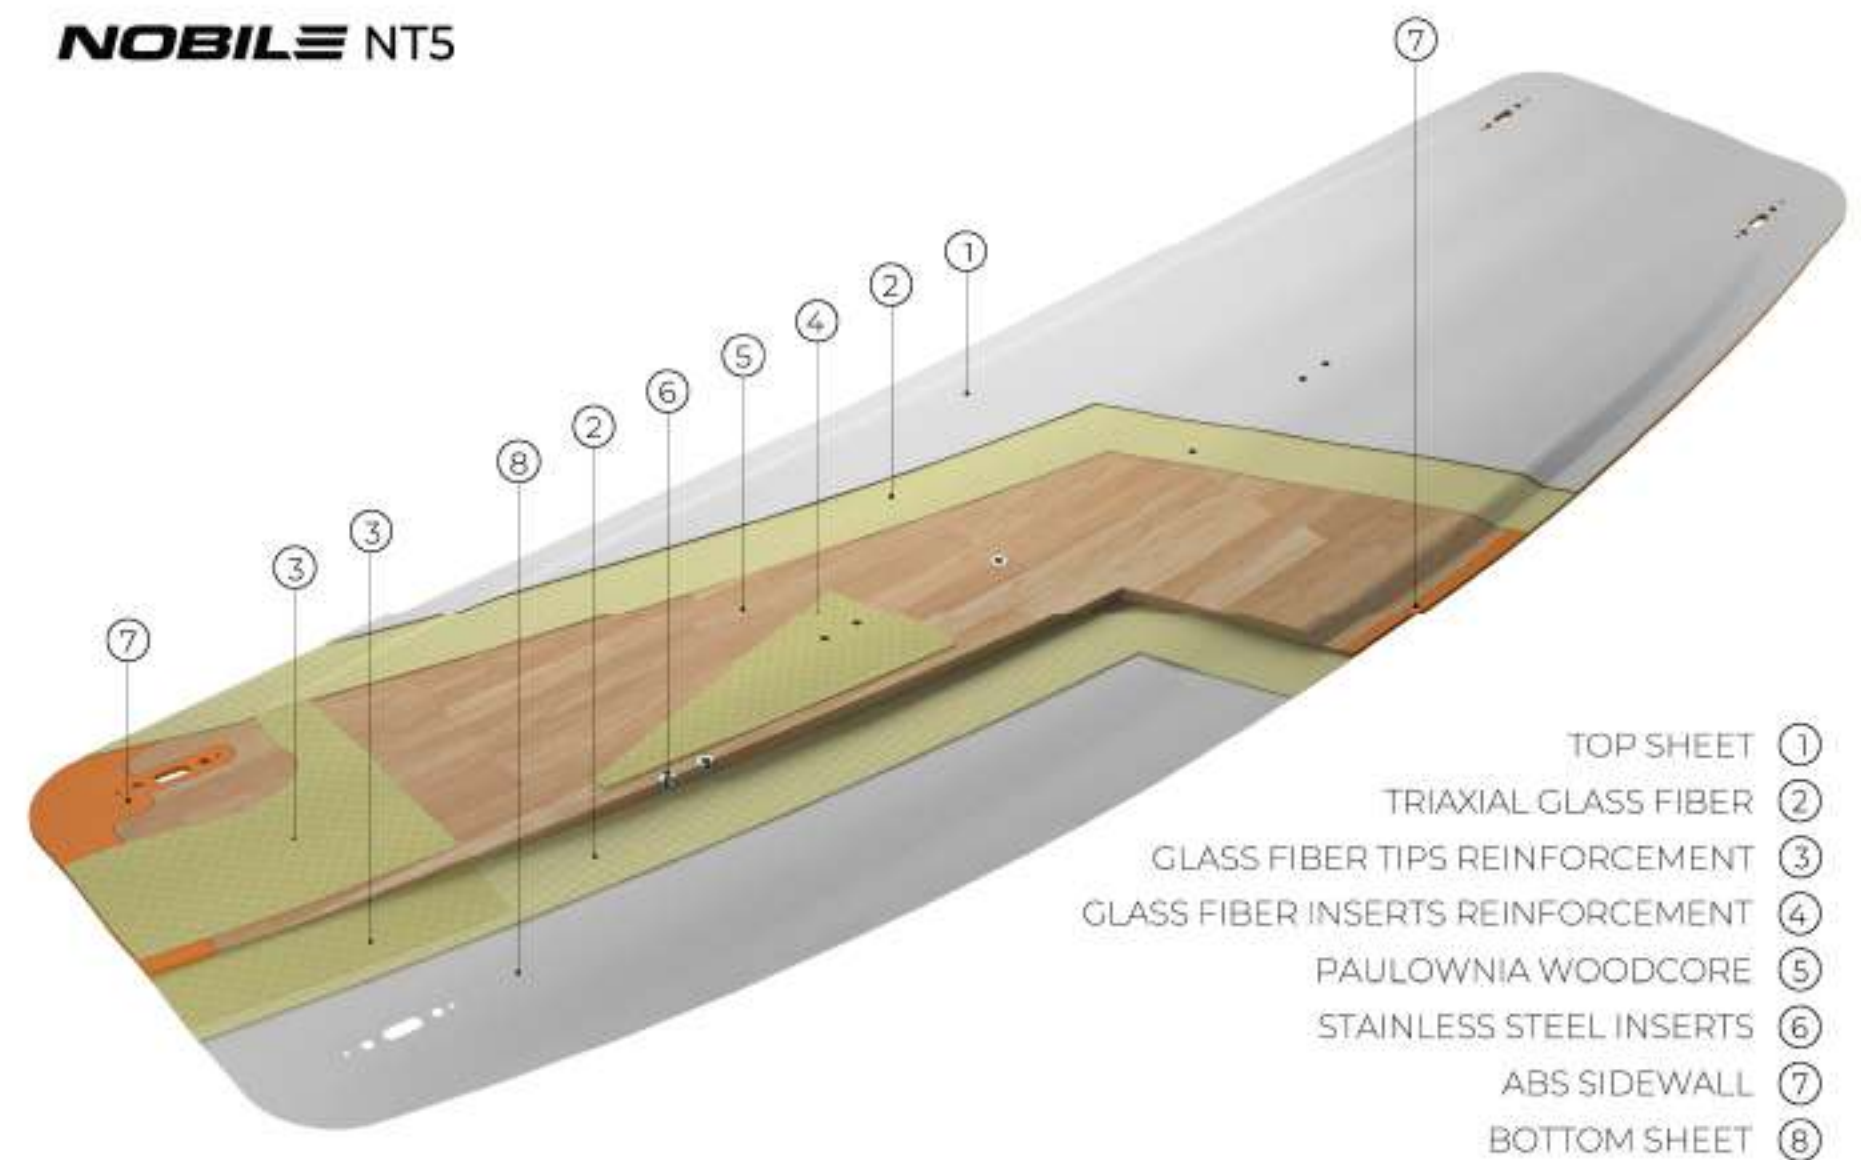 NOBILE NT5
7
1
2
4
5
6
2
8
3
3
7
TOP SHEET 1
TRIAXIAL GLASS FIBER 2
GLASS FIBER TIPS REINFORCEMENT 3
GLASS FIBER INSERTS REINFORCEMENT 4
PAULOWNIA WOODCORE 5
STAINLESS STEEL INSERTS 6
ABS SIDEWALL 7
BOTTOM SHEET 8